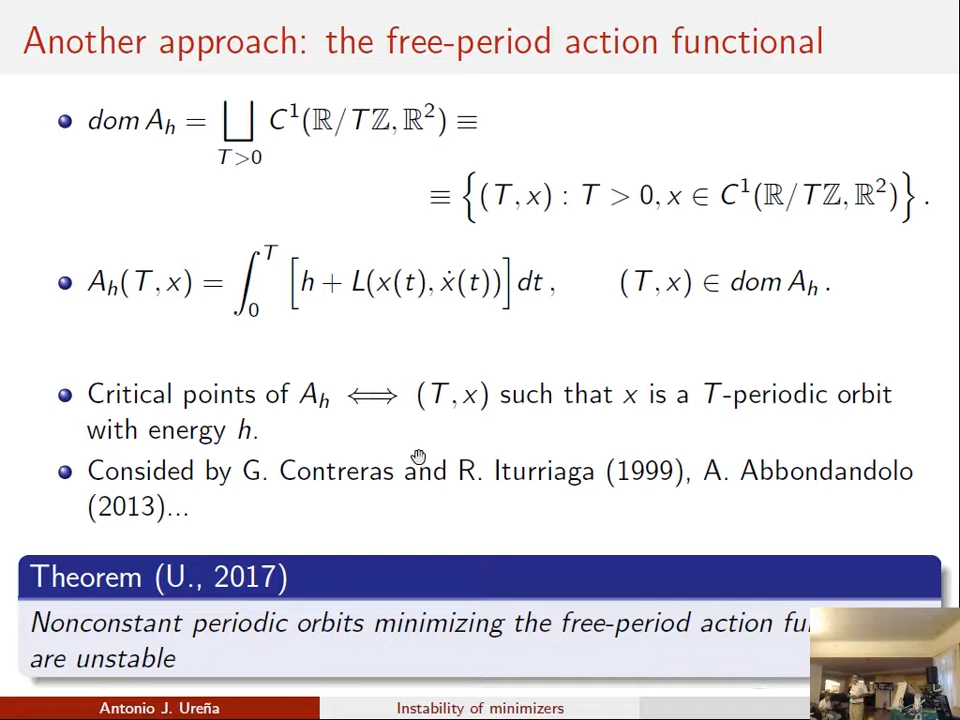 Another approach: the free-period action functional
dom A_h = ⨆_{T>0} C¹(ℝ/Tℤ, ℝ²) ≡
≡ {(T, x) : T > 0, x ∈ C¹(ℝ/Tℤ, ℝ²)}.
A_h(T, x) = ∫₀ᵀ [h + L(x(t), ẋ(t))]dt ,    (T, x) ∈ dom A_h .
Critical points of A_h ⟺ (T, x) such that x is a T-periodic orbit
with energy h.
Consided by G. Contreras and R. Iturriaga (1999), A. Abbondandolo
(2013)...
Theorem (U., 2017)
Nonconstant periodic orbits minimizing the free-period action
are unstable
Antonio J. Ureña
Instability of minimizers